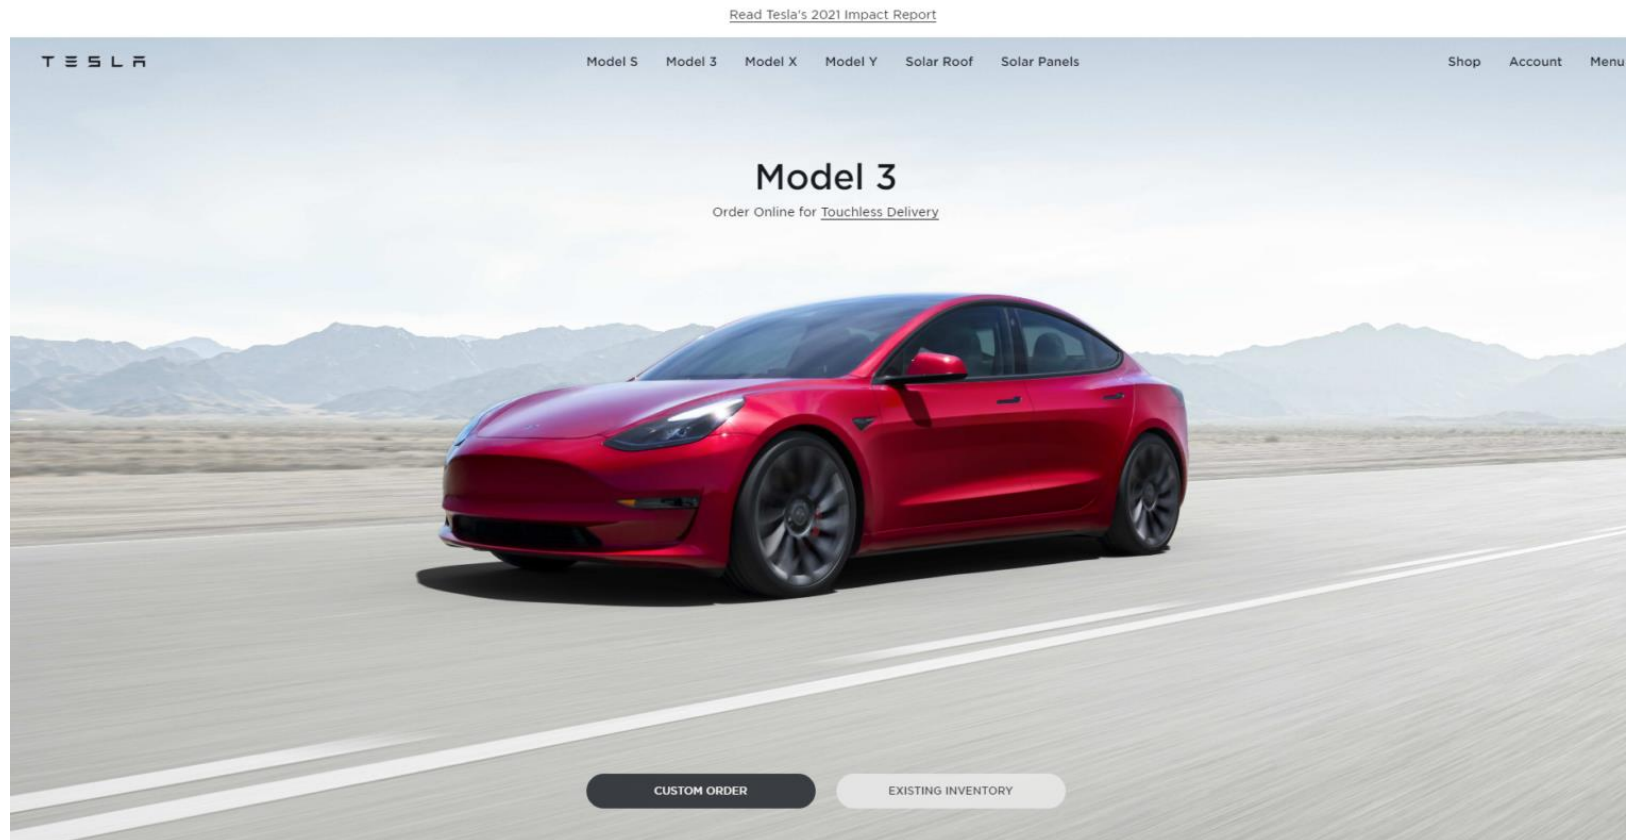 Read Tesla's 2021 Impact Report
TESLA Model S Model 3 Model X Model Y Solar Roof Solar Panels Shop Account Menu
Model 3
Order Online for Touchless Delivery
CUSTOM ORDER EXISTING INVENTORY